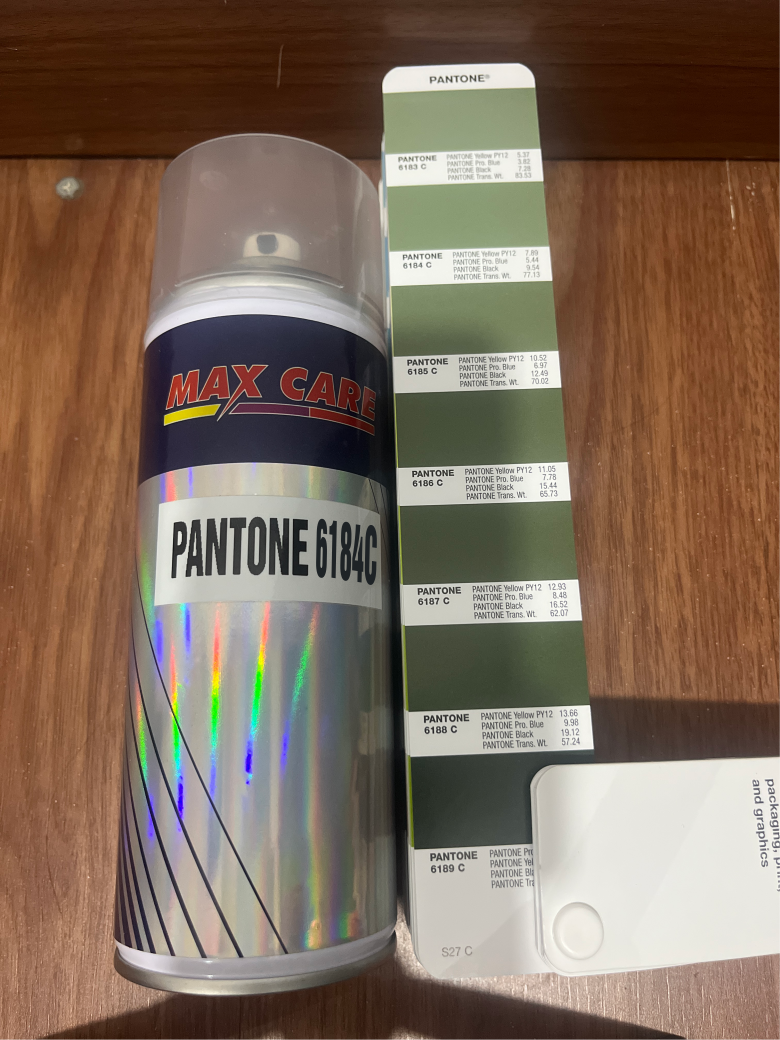 MAX CARE
PANTONE 6184C
PANTONE®
PANTONE
6183 C
PANTONE Yellow PY12 5.37
PANTONE Pro. Blue 3.82
PANTONE Black 7.28
PANTONE Trans. Wt. 83.53
PANTONE
6184 C
PANTONE Yellow PY12 7.89
PANTONE Pro. Blue 5.44
PANTONE Black 9.54
PANTONE Trans. Wt. 77.13
PANTONE
6185 C
PANTONE Yellow PY12 10.52
PANTONE Pro. Blue 6.97
PANTONE Black 12.49
PANTONE Trans. Wt. 70.02
PANTONE
6186 C
PANTONE Yellow PY12 11.05
PANTONE Pro. Blue 7.78
PANTONE Black 15.44
PANTONE Trans. Wt. 65.73
PANTONE
6187 C
PANTONE Yellow PY12 12.93
PANTONE Pro. Blue 8.48
PANTONE Black 16.52
PANTONE Trans. Wt. 62.07
PANTONE
6188 C
PANTONE Yellow PY12 13.66
PANTONE Pro. Blue 9.98
PANTONE Black 19.12
PANTONE Trans. Wt. 57.24
PANTONE
6189 C
PANTONE
PANTONE
PANTONE
PANTONE
S27 C
packaging,
and graphics